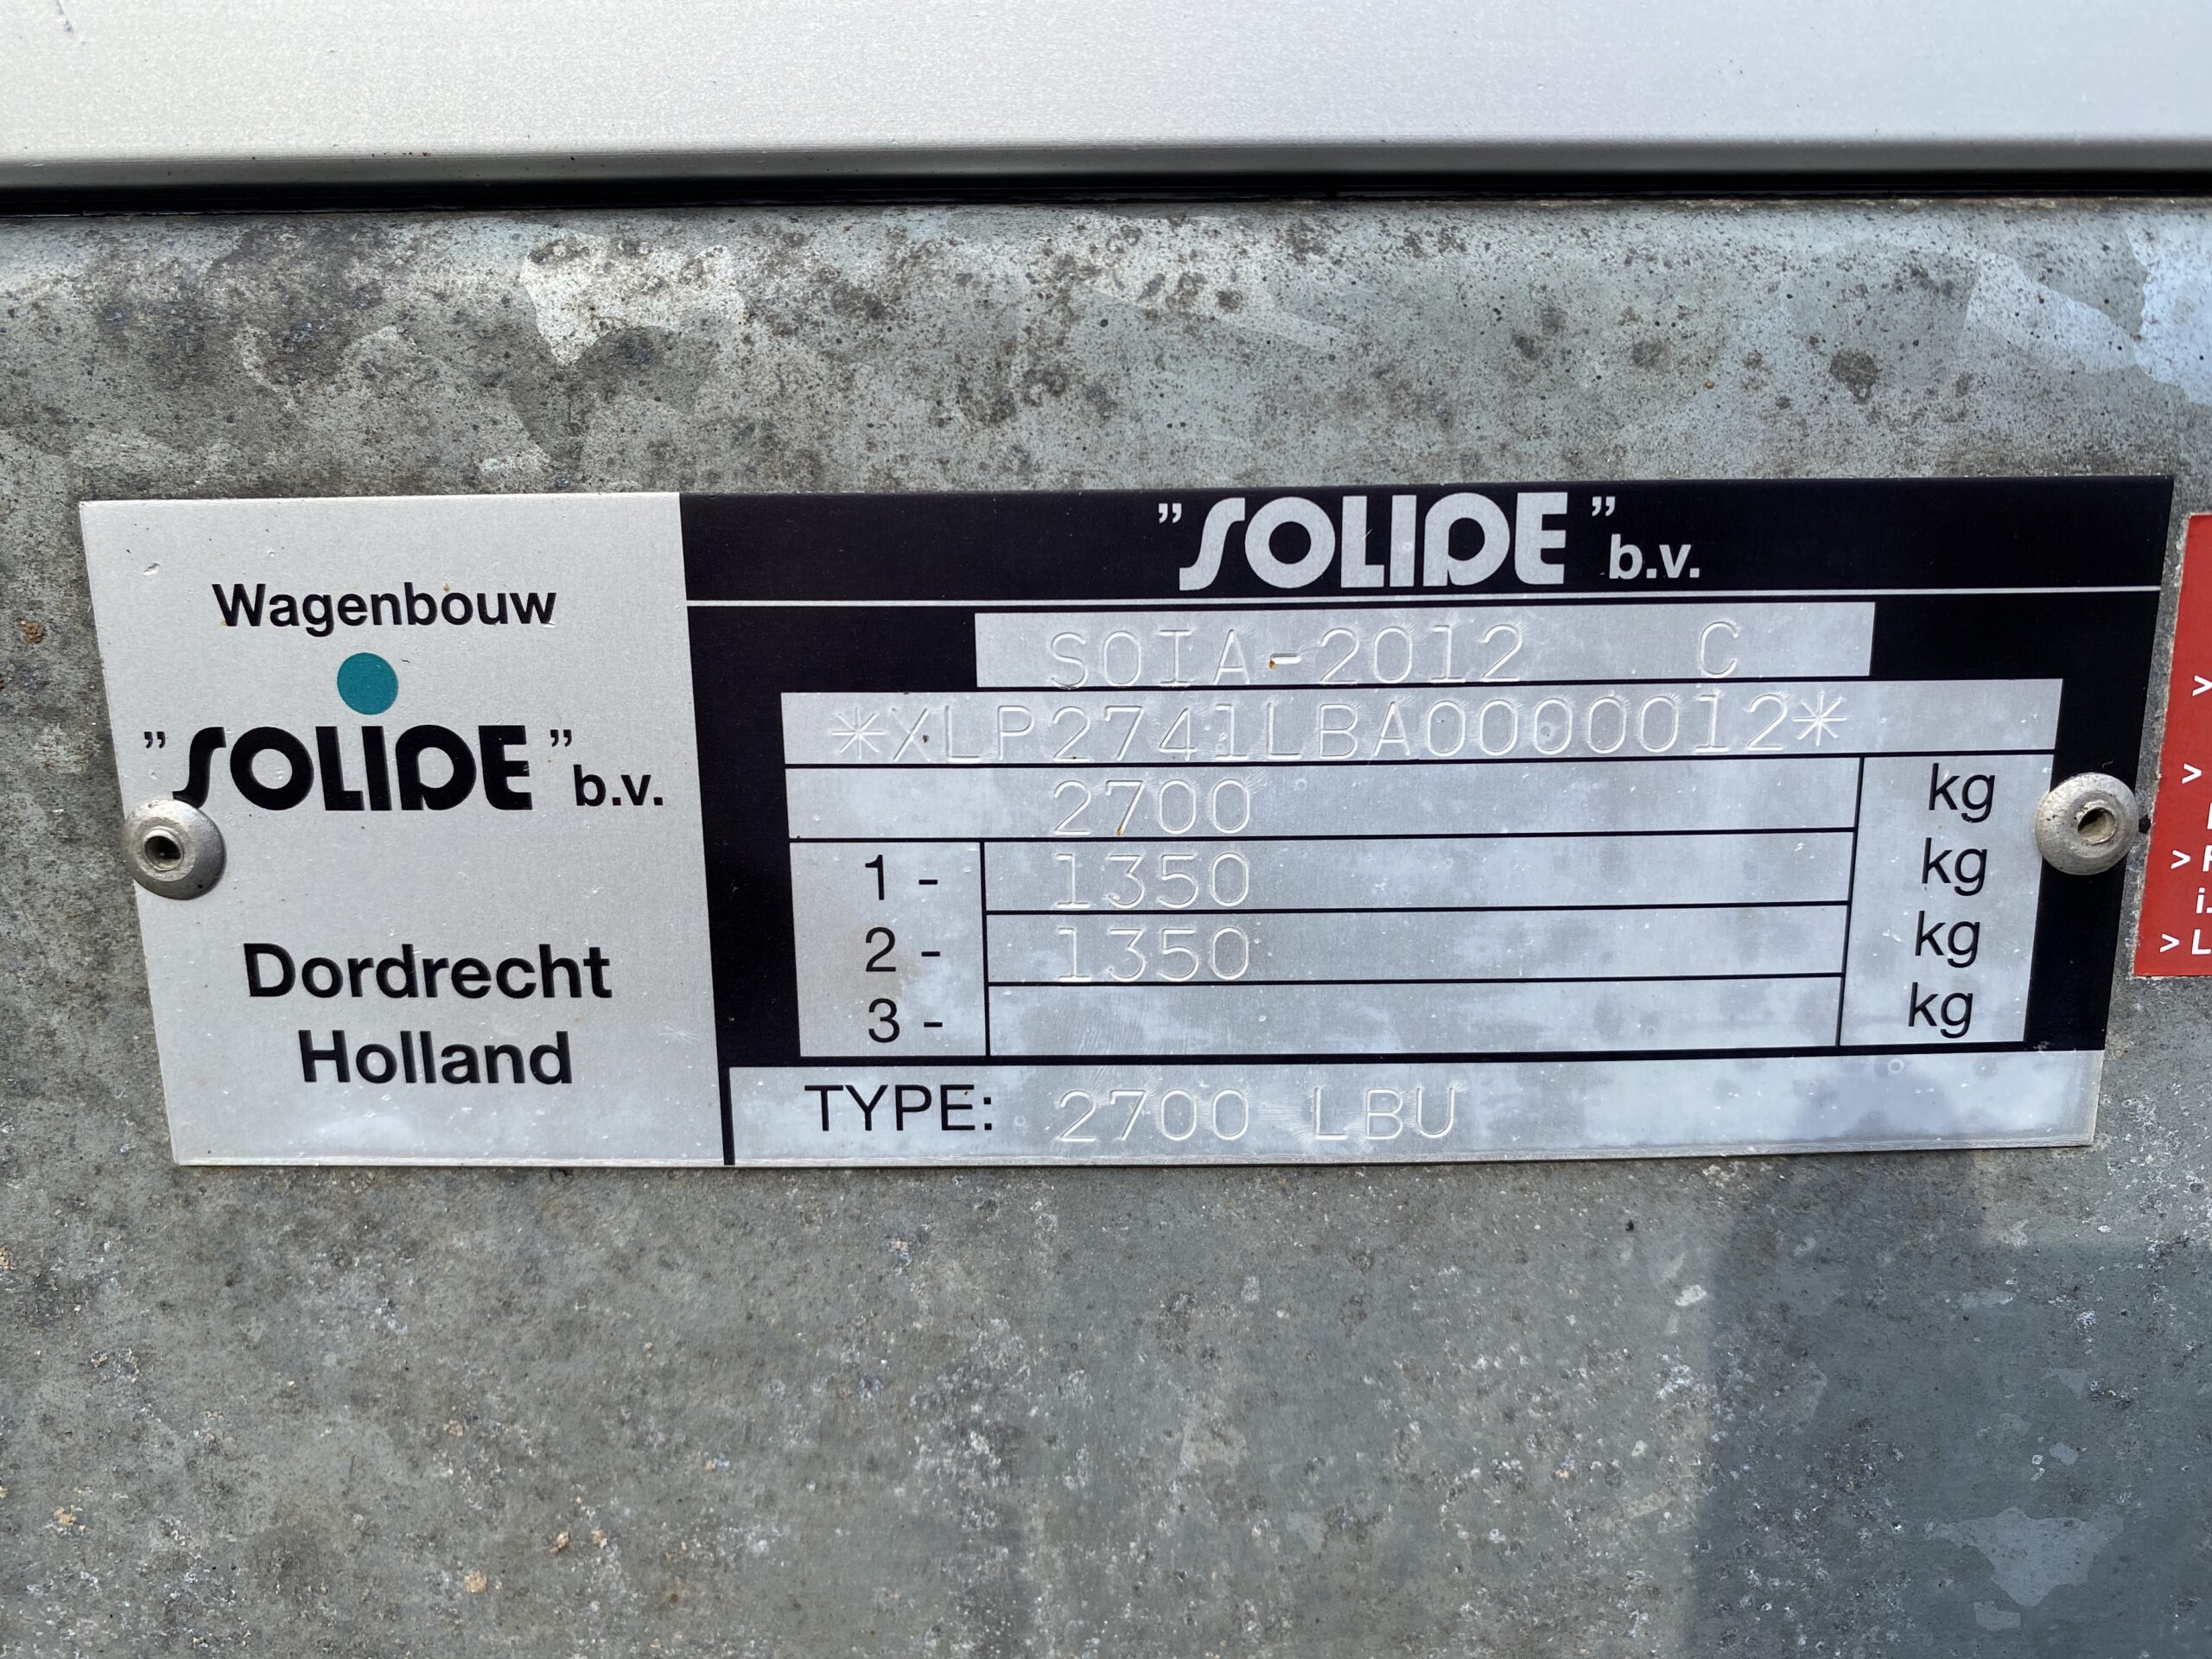 Wagenbouw
"SOLIDE" b.v.
Dordrecht
Holland
"SOLIDE" b.v.
SOIA-2012 C
*XLP2741LBA0000012*
2700 kg
1 - 1350 kg
2 - 1350 kg
3 - kg
TYPE: 2700 LBU
>
>
>
i.
> L